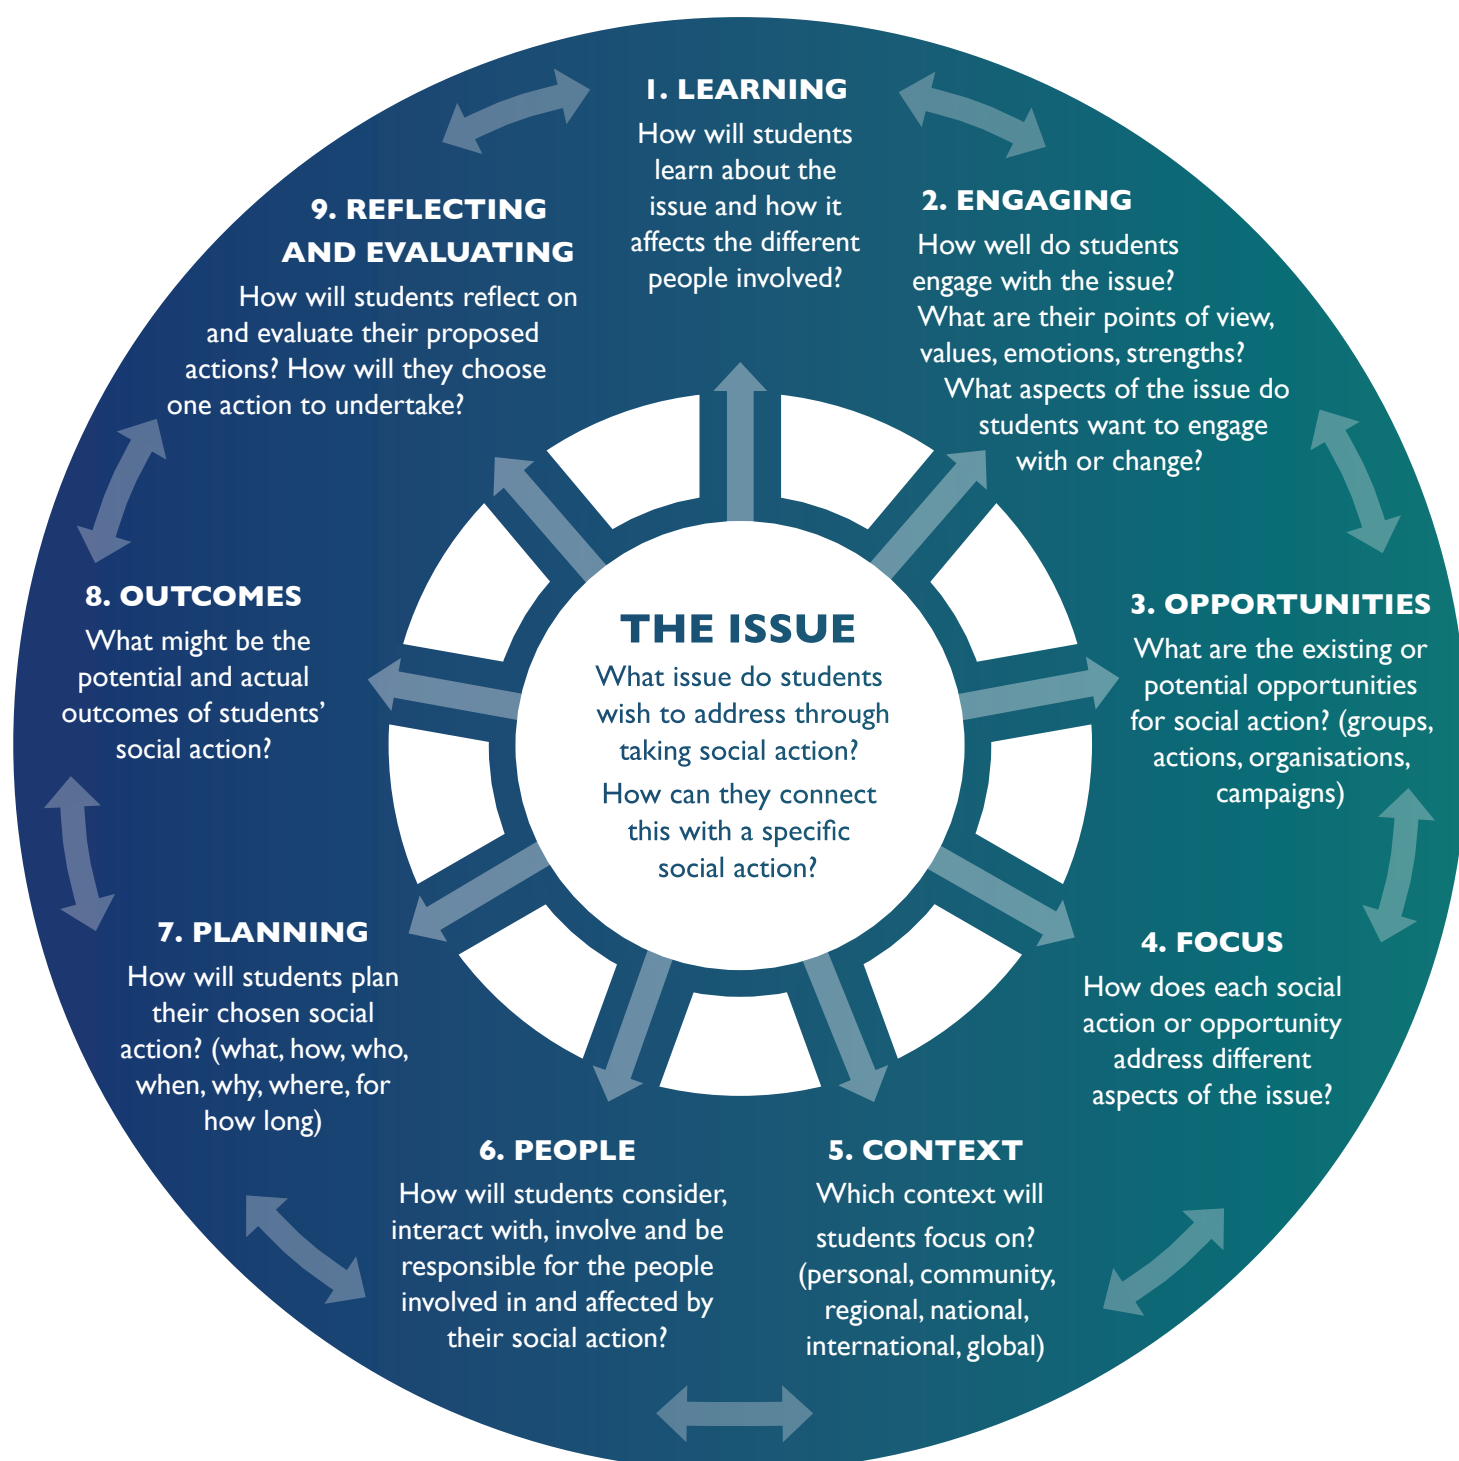 1. LEARNING
How will students
learn about the
issue and how it
affects the different
people involved?
2. ENGAGING
How well do students
engage with the issue?
What are their points of view,
values, emotions, strengths?
What aspects of the issue do
students want to engage
with or change?
3. OPPORTUNITIES
What are the existing or
potential opportunities
for social action? (groups,
actions, organisations,
campaigns)
4. FOCUS
How does each social
action or opportunity
address different
aspects of the issue?
5. CONTEXT
Which context will
students focus on?
(personal, community,
regional, national,
international, global)
6. PEOPLE
How will students consider,
interact with, involve and be
responsible for the people
involved in and affected by
their social action?
7. PLANNING
How will students plan
their chosen social
action? (what, how, who,
when, why, where, for
how long)
8. OUTCOMES
What might be the
potential and actual
outcomes of students’
social action?
9. REFLECTING
AND EVALUATING
How will students reflect on
and evaluate their proposed
actions? How will they choose
one action to undertake?
THE ISSUE
What issue do students
wish to address through
taking social action?
How can they connect
this with a specific
social action?